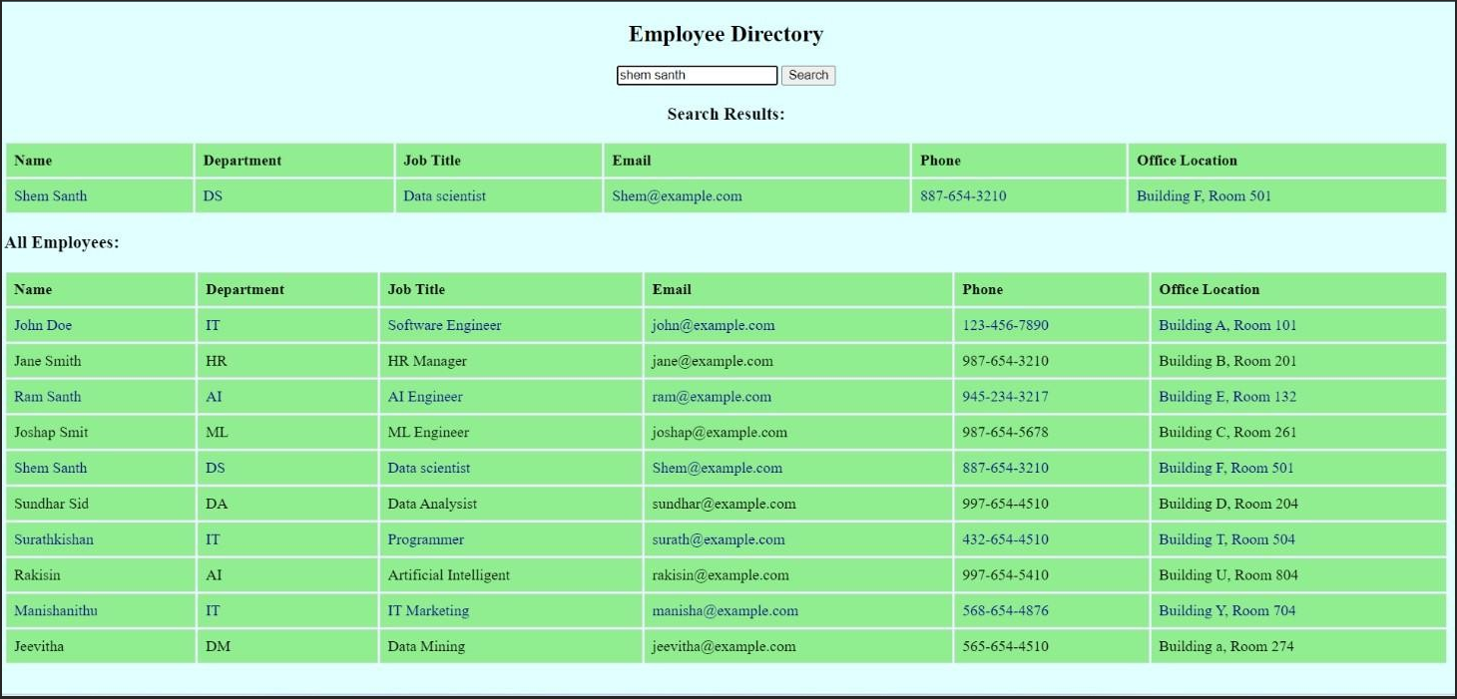 Employee Directory
shem santh Search
Search Results:
Name Department Job Title Email Phone Office Location
Shem Santh DS Data scientist Shem@example.com 887-654-3210 Building F, Room 501
All Employees:
Name Department Job Title Email Phone Office Location
John Doe IT Software Engineer john@example.com 123-456-7890 Building A, Room 101
Jane Smith HR HR Manager jane@example.com 987-654-3210 Building B, Room 201
Ram Santh AI AI Engineer ram@example.com 945-234-3217 Building E, Room 132
Joshap Smit ML ML Engineer joshap@example.com 987-654-5678 Building C, Room 261
Shem Santh DS Data scientist Shem@example.com 887-654-3210 Building F, Room 501
Sundhar Sid DA Data Analysist sundhar@example.com 997-654-4510 Building D, Room 204
Surathkishan IT Programmer surath@example.com 432-654-4510 Building T, Room 504
Rakisin AI Artificial Intelligent rakisin@example.com 997-654-5410 Building U, Room 804
Manishanithu IT IT Marketing manisha@example.com 568-654-4876 Building Y, Room 704
Jeevitha DM Data Mining jeevitha@example.com 565-654-4510 Building a, Room 274